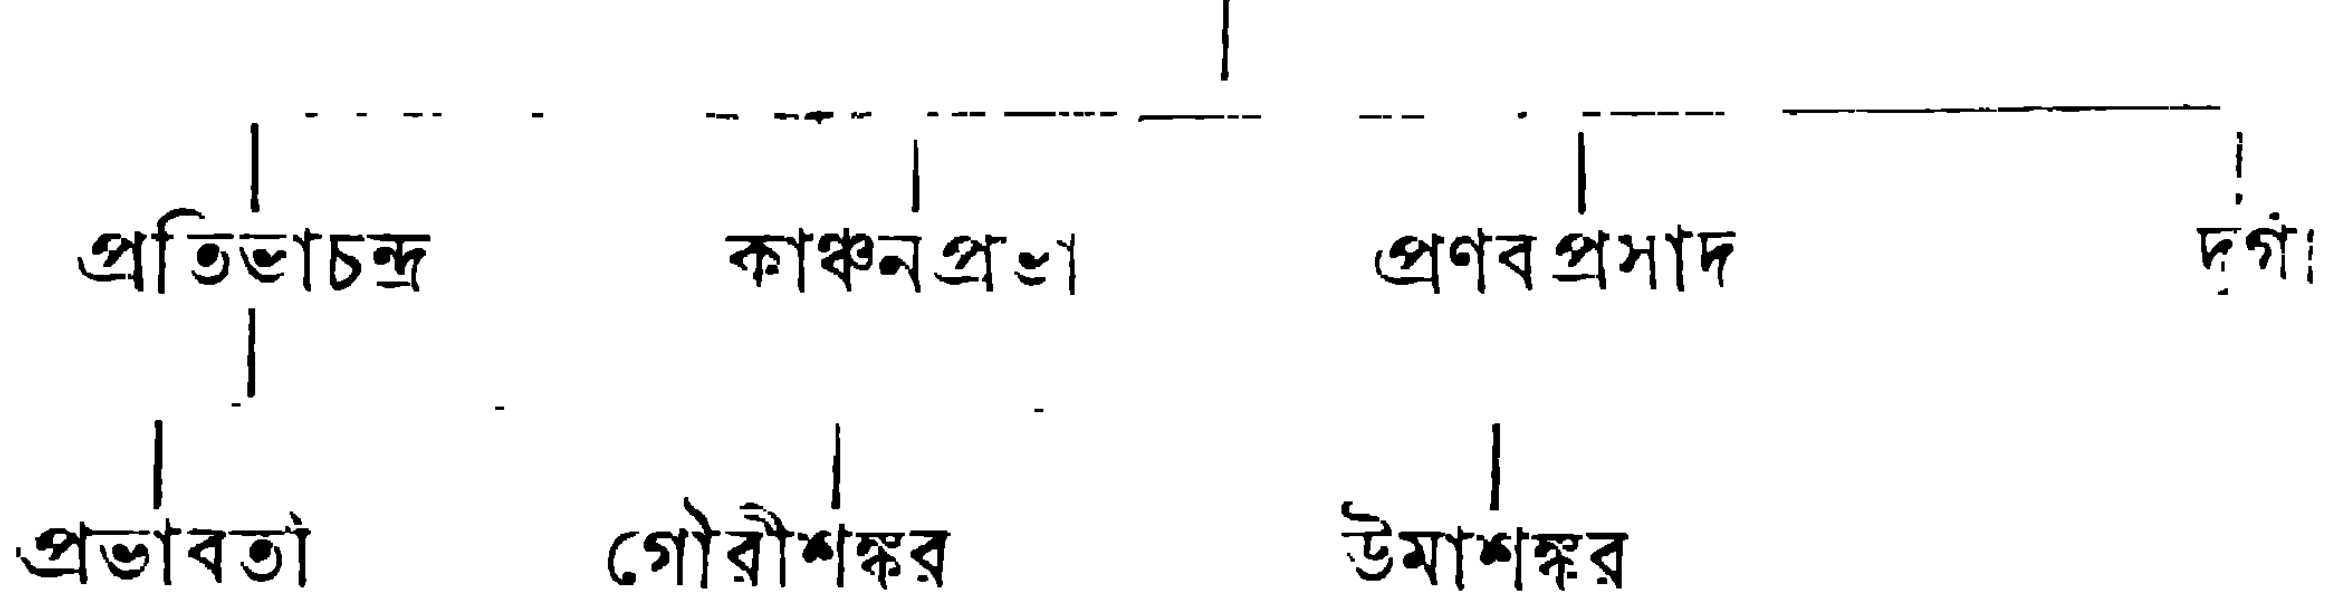 প্রতিভাচন্দ্র কাঞ্চনপ্রভা প্রণবপ্রসাদ দুর্গা
প্রভাবতী গৌরীশঙ্কর উমাশঙ্কর